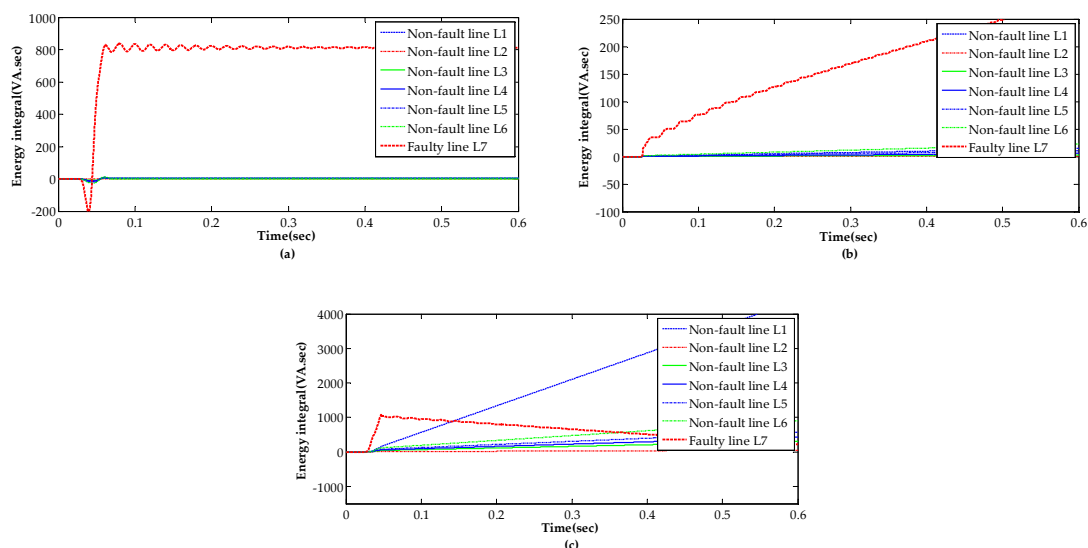 1000
800
600
400
200
0
-200
Energy integral(VA.sec)
Non-fault line L1
Non-fault line L2
Non-fault line L3
Non-fault line L4
Non-fault line L5
Non-fault line L6
Faulty line L7
0 0.1 0.2 0.3 0.4 0.5 0.6
Time(sec)
(a)
250
200
150
100
50
0
-50
-100
Energy integral(VA.sec)
Non-fault line L1
Non-fault line L2
Non-fault line L3
Non-fault line L4
Non-fault line L5
Non-fault line L6
Faulty line L7
0 0.1 0.2 0.3 0.4 0.5 0.6
Time(sec)
(b)
4000
3000
2000
1000
0
-1000
Energy integral(VA.sec)
Non-fault line L1
Non-fault line L2
Non-fault line L3
Non-fault line L4
Non-fault line L5
Non-fault line L6
Faulty line L7
0 0.1 0.2 0.3 0.4 0.5 0.6
Time(sec)
(c)